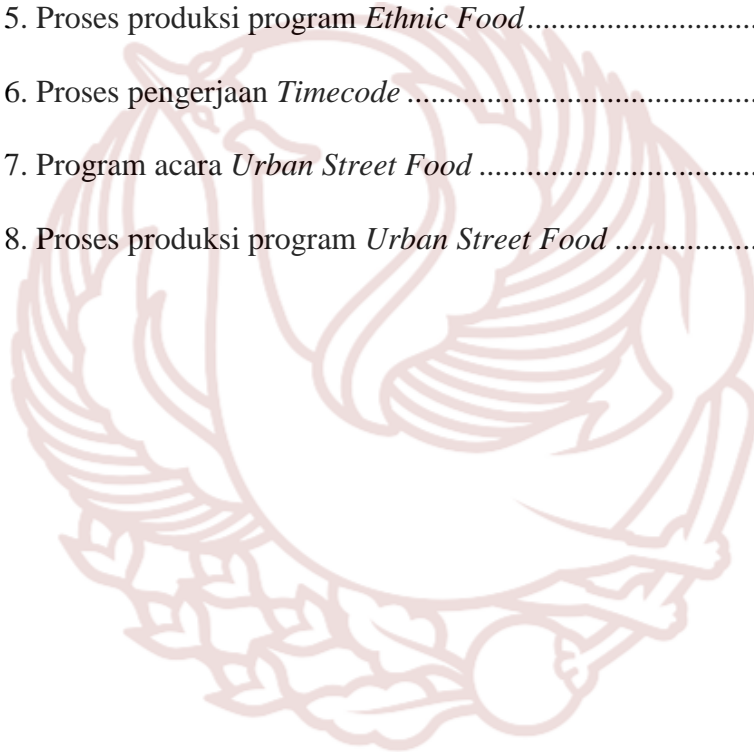 5. Proses produksi program Ethnic Food..............................
6. Proses pengerjaan Timecode ............................................
7. Program acara Urban Street Food ...................................
8. Proses produksi program Urban Street Food ..................